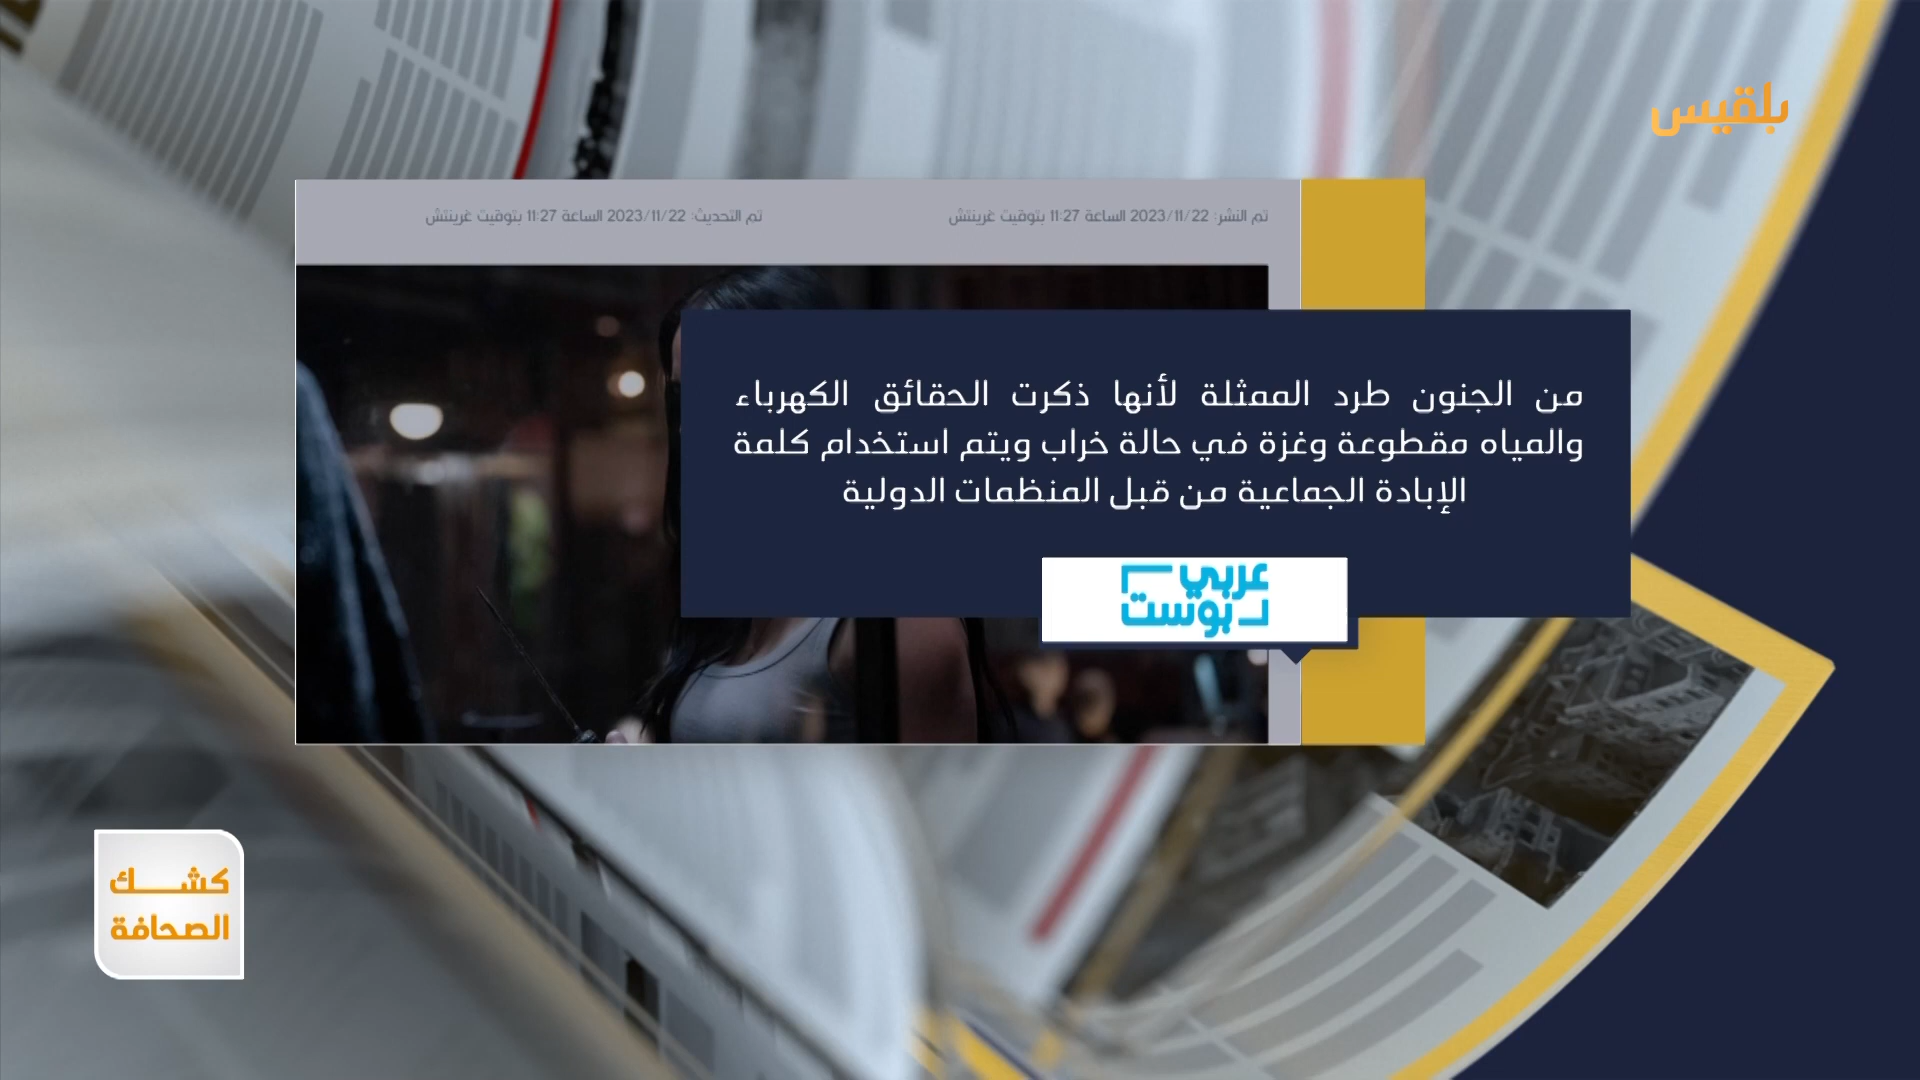 بلقيس
تم النشر: 2023/11/22 الساعة 11:27 بتوقيت غرينتش
تم التحديث: 2023/11/22 الساعة 11:27 بتوقيت غرينتش
من الجنون طرد الممثلة لأنها ذكرت الحقائق الكهرباء
والمياه مقطوعة وغزة في حالة خراب ويتم استخدام كلمة
الإبادة الجماعية من قبل المنظمات الدولية
عربي
بوست
كشك
الصحافة